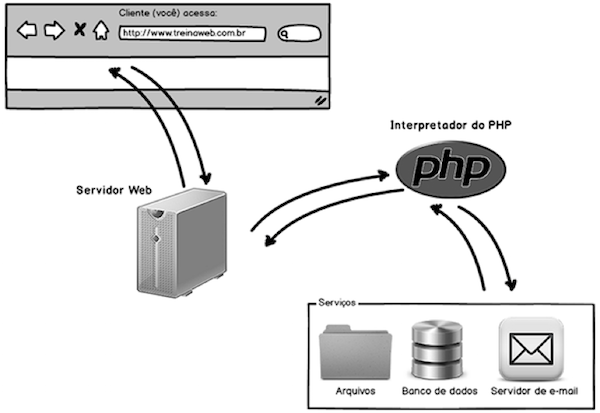 Cliente (você) acessa:
http://www.treinaweb.com.br
Interpretador do PHP
php
Servidor Web
Serviços
Arquivos
Banco de dados
Servidor de e-mail